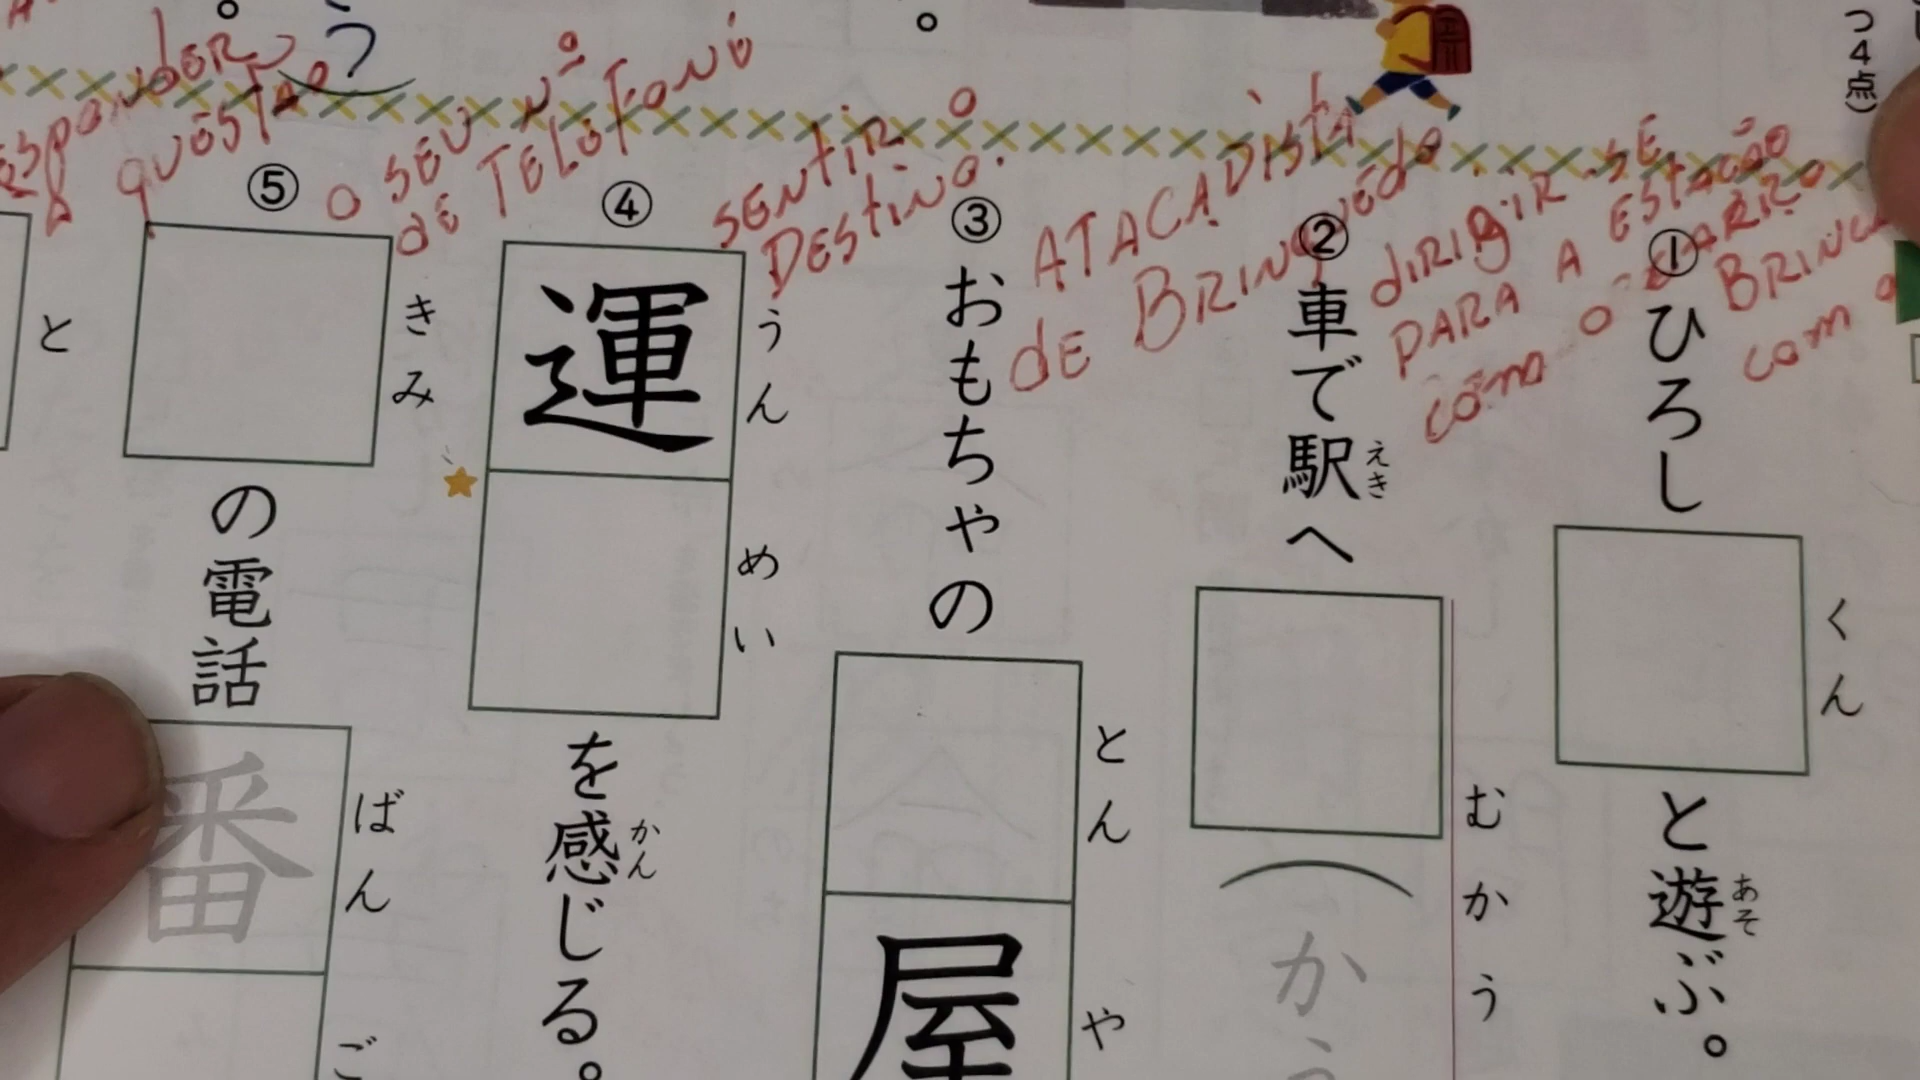 つ4点）
①ひろし□と遊ぶ。
くん
あそ
②車で駅へ□（かう
えき
むかう
③おもちゃの□屋
とんや
④運□を感じる。
うんめい
かん
⑤□の電話番
きみ
ばんご
と
う
BRINCA
COM O
DIRIGIR-SE
PARA A ESTAÇÃO
COM O CARRO
ATACADISTA
DE BRINQUEDO
SENTIR O
DESTINO.
O SEU Nº
DE TELEFONE
A QUESTÃO